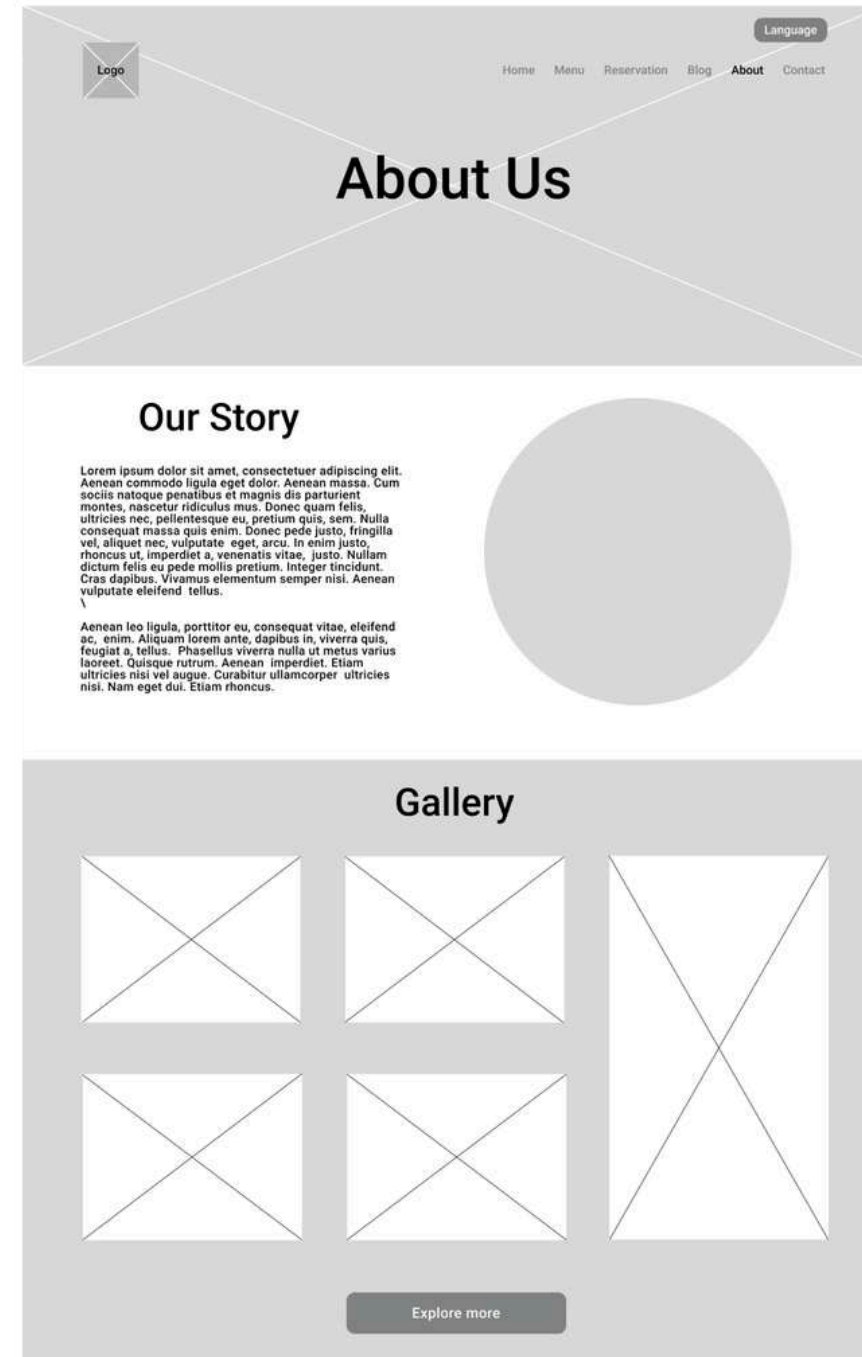 Language
Logo
Home Menu Reservation Blog About Contact
About Us
Our Story
Lorem ipsum dolor sit amet, consectetuer adipiscing elit.
Aenean commodo ligula eget dolor. Aenean massa. Cum
sociis natoque penatibus et magnis dis parturient
montes, nascetur ridiculus mus. Donec quam felis,
ultricies nec, pellentesque eu, pretium quis, sem. Nulla
consequat massa quis enim. Donec pede justo, fringilla
vel, aliquet nec, vulputate  eget, arcu. In enim justo,
rhoncus ut, imperdiet a, venenatis vitae,  justo. Nullam
dictum felis eu pede mollis pretium. Integer tincidunt.
Cras dapibus. Vivamus elementum semper nisi. Aenean
vulputate eleifend  tellus.
\
Aenean leo ligula, porttitor eu, consequat vitae, eleifend
ac,  enim. Aliquam lorem ante, dapibus in, viverra quis,
feugiat a, tellus.  Phasellus viverra nulla ut metus varius
laoreet. Quisque rutrum. Aenean  imperdiet. Etiam
ultricies nisi vel augue. Curabitur ullamcorper  ultricies
nisi. Nam eget dui. Etiam rhoncus.
Gallery
Explore more